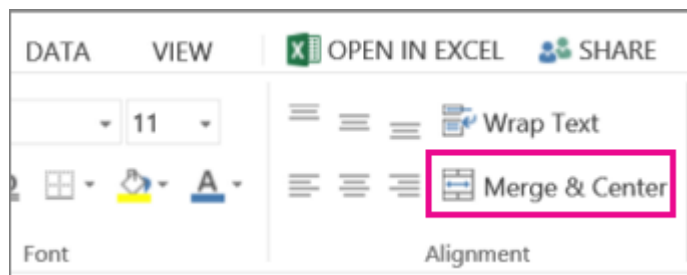 DATA VIEW OPEN IN EXCEL SHARE
11 Wrap Text
A Merge & Center
Font Alignment